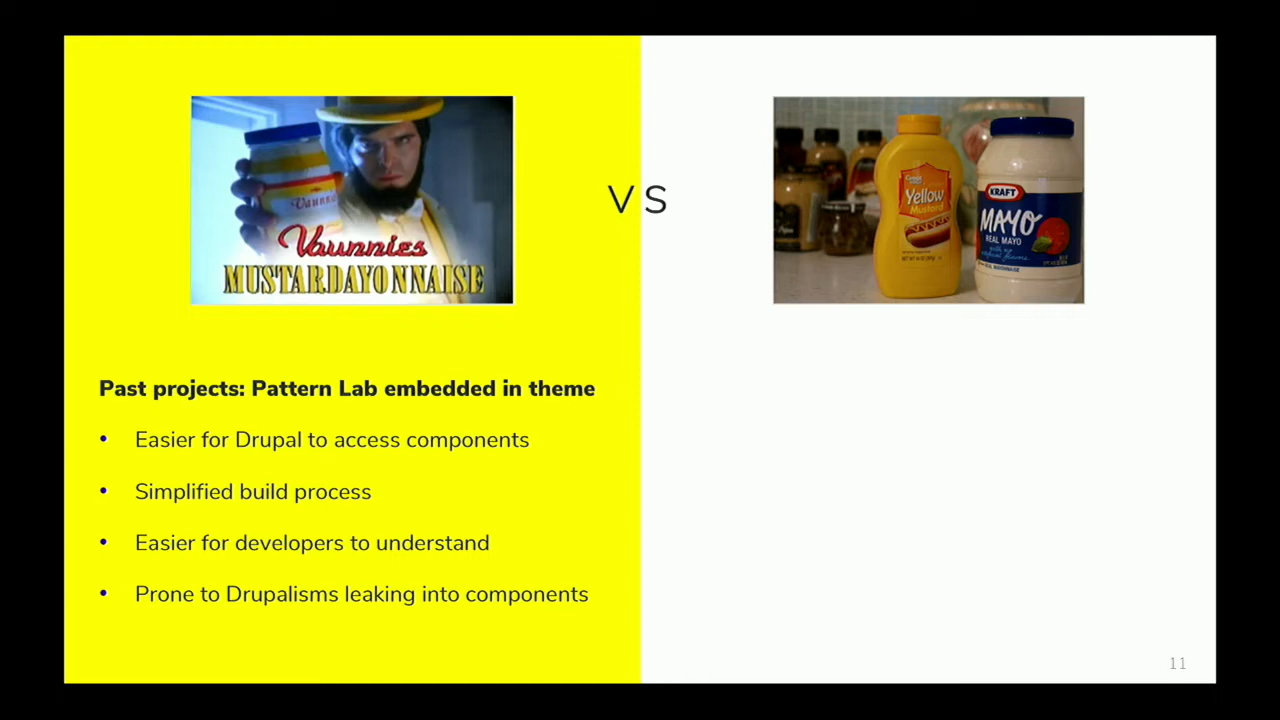 Vaunnies
Vaunnies
MUSTARDAYONNAISE
VS
Yellow
Mustard
KRAFT
MAYO
REAL MAYO
Past projects: Pattern Lab embedded in theme
• Easier for Drupal to access components
• Simplified build process
• Easier for developers to understand
• Prone to Drupalisms leaking into components
11